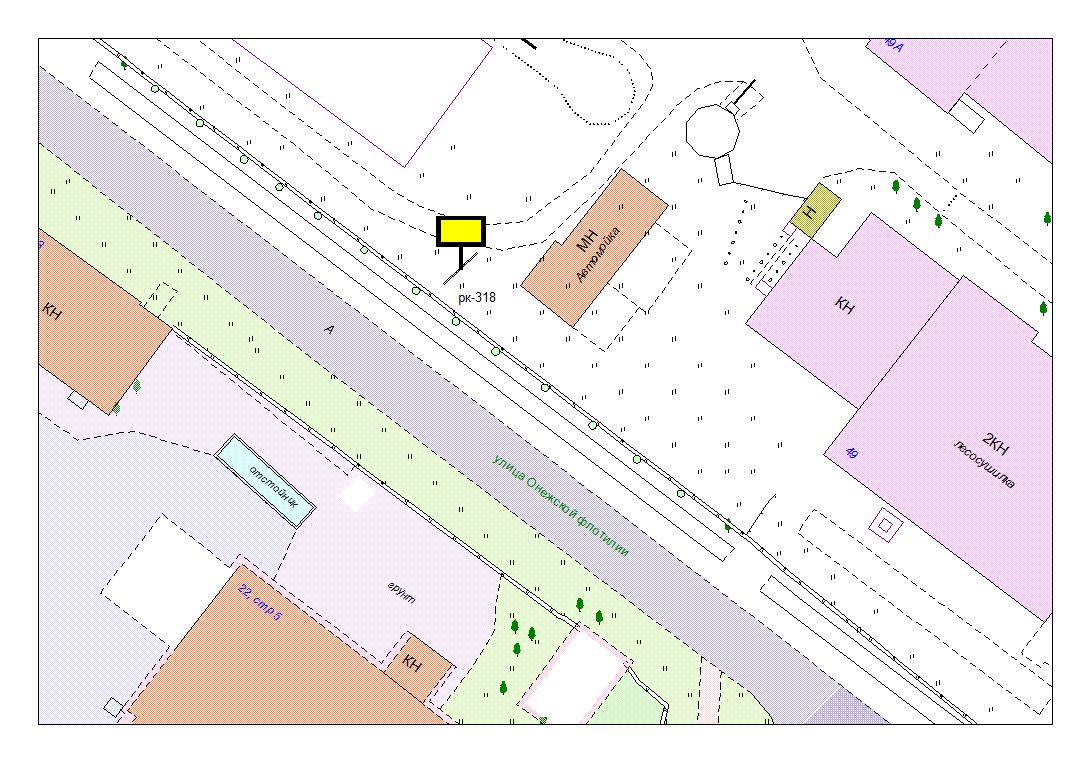 49А
Н
МН
Автомойка
рк-318
КН
КН
А
2КН
лесосушилка
49
улица Онежской флотилии
отстойник
грунт
22, стр 5
КН